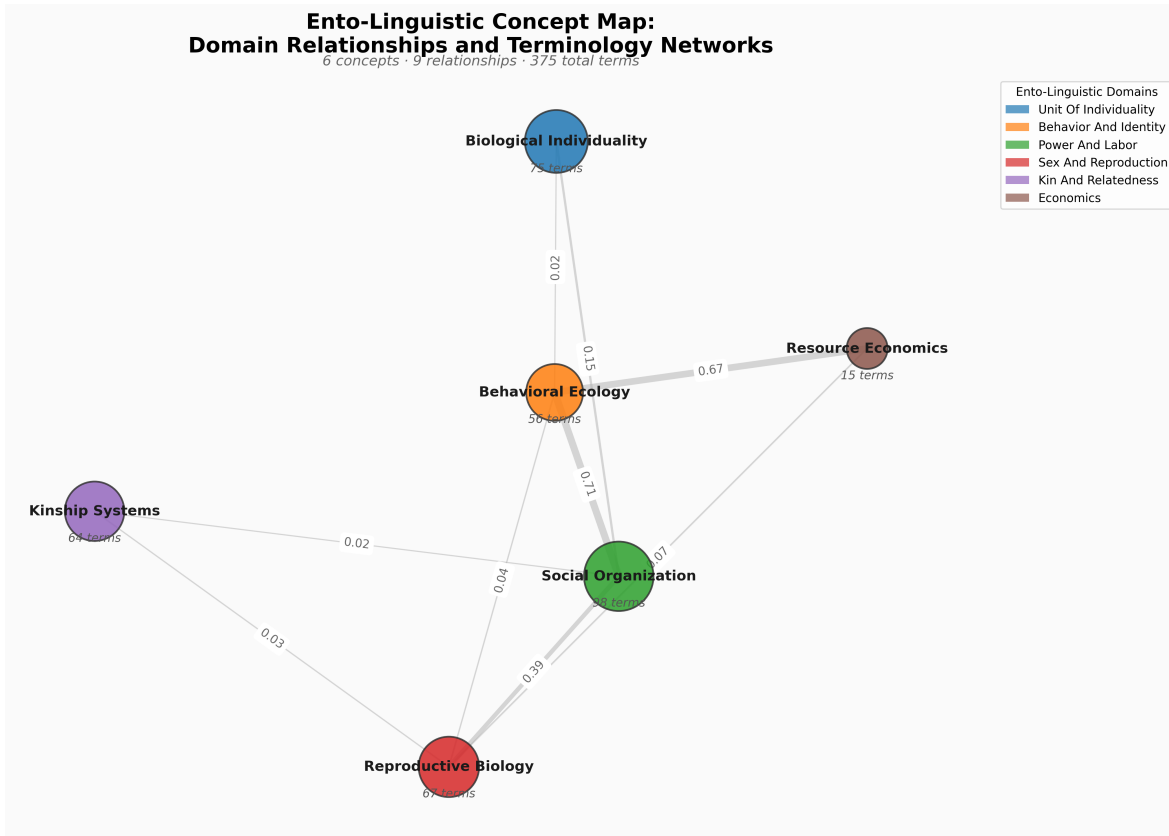 Ento-Linguistic Concept Map:
Domain Relationships and Terminology Networks
6 concepts · 9 relationships · 375 total terms
Ento-Linguistic Domains
Unit Of Individuality
Behavior And Identity
Power And Labor
Sex And Reproduction
Kin And Relatedness
Economics
Biological Individuality
75 terms
0.02
0.15
Resource Economics
15 terms
0.67
Behavioral Ecology
56 terms
0.71
Kinship Systems
64 terms
0.02
0.07
Social Organization
98 terms
0.04
0.03
0.39
Reproductive Biology
67 terms